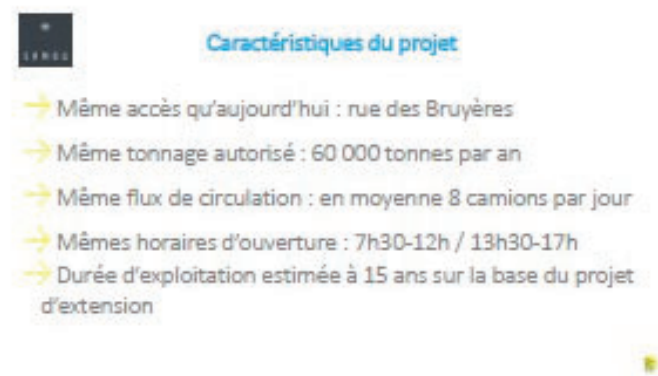 Caractéristiques du projet
Même accès qu'aujourd'hui : rue des Bruyères
Même tonnage autorisé : 60 000 tonnes par an
Même flux de circulation : en moyenne 8 camions par jour
Mêmes horaires d'ouverture : 7h30-12h / 13h30-17h
Durée d'exploitation estimée à 15 ans sur la base du projet
d'extension